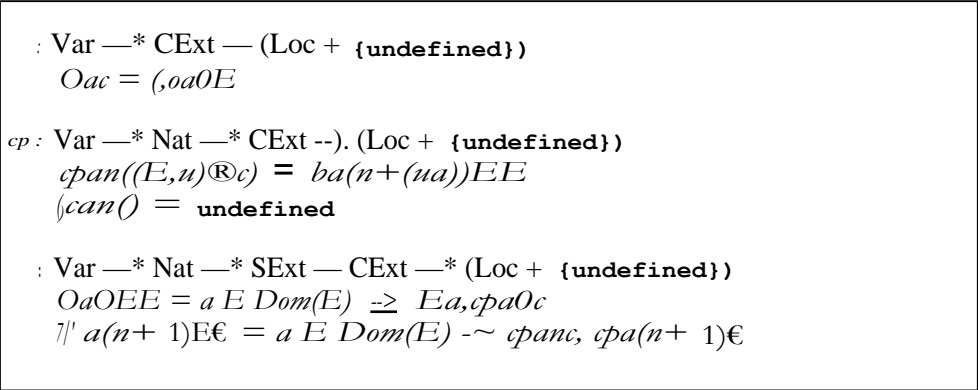 : Var —* CExt — (Loc + {undefined})
Oac = (,oa0E
cp : Var —* Nat —* CExt --). (Loc + {undefined})
cpan((E,u)®c) = ba(n+(ua))EE
(can() = undefined
: Var —* Nat —* SExt — CExt —* (Loc + {undefined})
OaOEE = a E Dom(E) -> Ea,cpa0c
7/' a(n+ 1)E€ = a E Dom(E) -~ cpanc, cpa(n+ 1)€